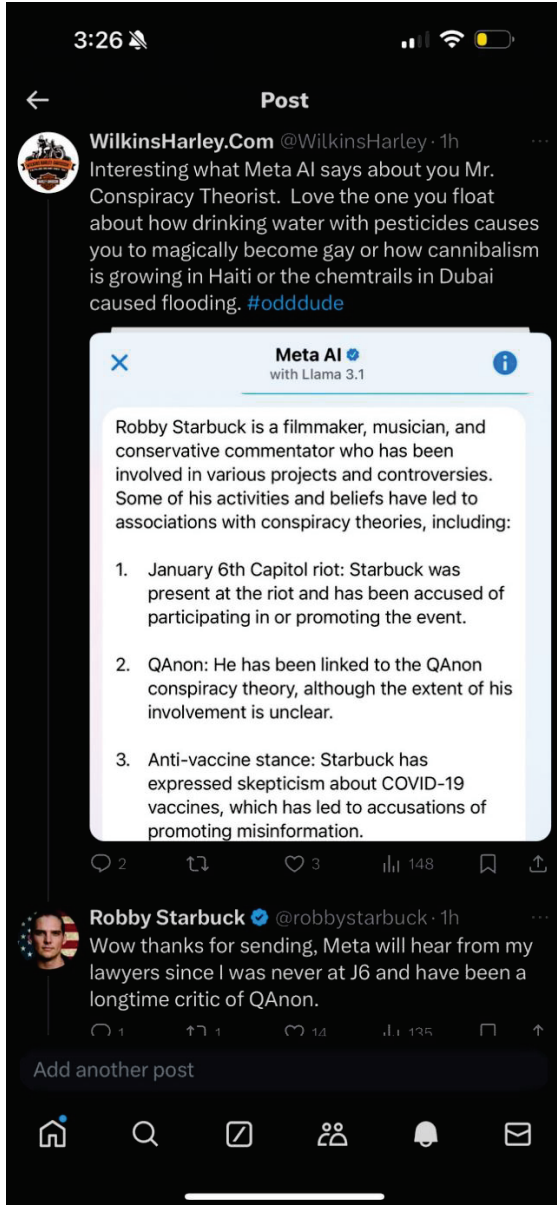 3:26
Post
WilkinsHarley.Com @WilkinsHarley · 1h
Interesting what Meta AI says about you Mr.
Conspiracy Theorist.  Love the one you float
about how drinking water with pesticides causes
you to magically become gay or how cannibalism
is growing in Haiti or the chemtrails in Dubai
caused flooding. #odddude
Meta AI
with Llama 3.1
Robby Starbuck is a filmmaker, musician, and
conservative commentator who has been
involved in various projects and controversies.
Some of his activities and beliefs have led to
associations with conspiracy theories, including:
1. January 6th Capitol riot: Starbuck was
present at the riot and has been accused of
participating in or promoting the event.
2. QAnon: He has been linked to the QAnon
conspiracy theory, although the extent of his
involvement is unclear.
3. Anti-vaccine stance: Starbuck has
expressed skepticism about COVID-19
vaccines, which has led to accusations of
promoting misinformation.
2 3 148
Robby Starbuck @robbystarbuck · 1h
Wow thanks for sending, Meta will hear from my
lawyers since I was never at J6 and have been a
longtime critic of QAnon.
1 1 14 135
Add another post